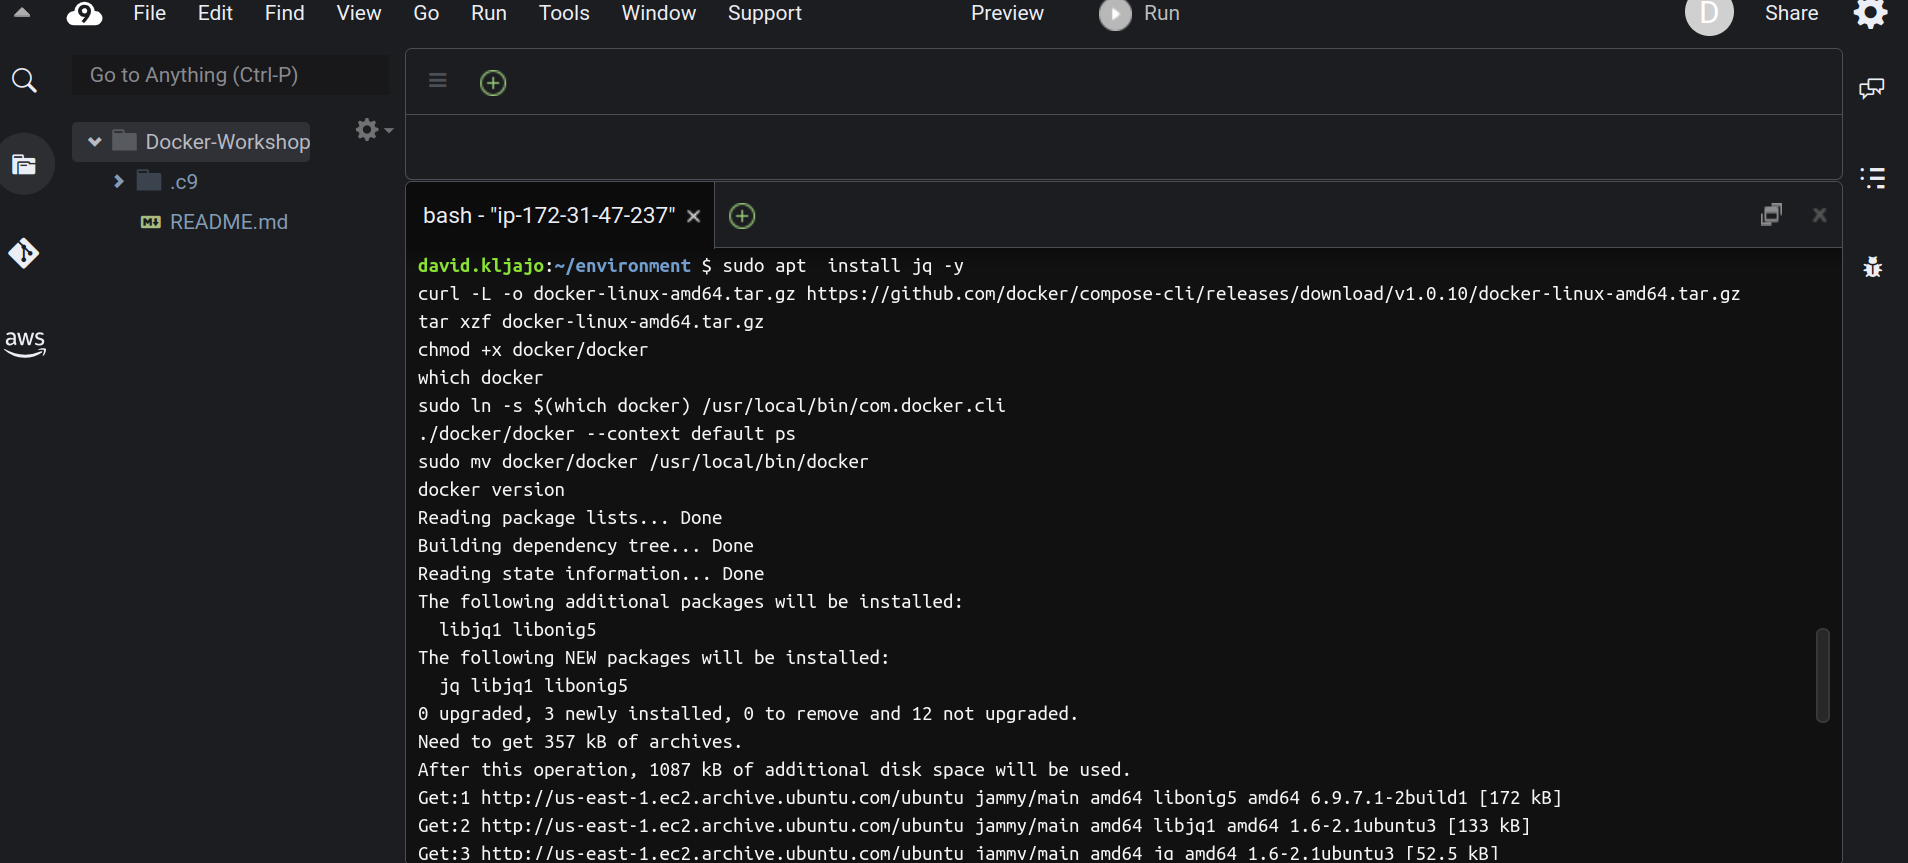 9 File Edit Find View Go Run Tools Window Support Preview Run D Share
Go to Anything (Ctrl-P)
Docker-Workshop
.c9
M↓ README.md
aws
bash - "ip-172-31-47-237" ×
david.kljajo:~/environment $ sudo apt  install jq -y
curl -L -o docker-linux-amd64.tar.gz https://github.com/docker/compose-cli/releases/download/v1.0.10/docker-linux-amd64.tar.gz
tar xzf docker-linux-amd64.tar.gz
chmod +x docker/docker
which docker
sudo ln -s $(which docker) /usr/local/bin/com.docker.cli
./docker/docker --context default ps
sudo mv docker/docker /usr/local/bin/docker
docker version
Reading package lists... Done
Building dependency tree... Done
Reading state information... Done
The following additional packages will be installed:
  libjq1 libonig5
The following NEW packages will be installed:
  jq libjq1 libonig5
0 upgraded, 3 newly installed, 0 to remove and 12 not upgraded.
Need to get 357 kB of archives.
After this operation, 1087 kB of additional disk space will be used.
Get:1 http://us-east-1.ec2.archive.ubuntu.com/ubuntu jammy/main amd64 libonig5 amd64 6.9.7.1-2build1 [172 kB]
Get:2 http://us-east-1.ec2.archive.ubuntu.com/ubuntu jammy/main amd64 libjq1 amd64 1.6-2.1ubuntu3 [133 kB]
Get:3 http://us-east-1.ec2.archive.ubuntu.com/ubuntu jammy/main amd64 jq amd64 1.6-2.1ubuntu3 [52.5 kB]